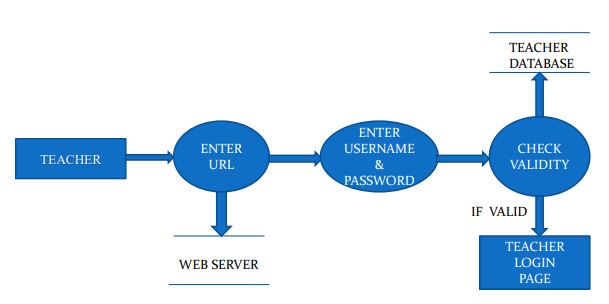 TEACHER
DATABASE
TEACHER
ENTER
URL
ENTER
USERNAME
&
PASSWORD
CHECK
VALIDITY
IF VALID
WEB SERVER
TEACHER
LOGIN
PAGE